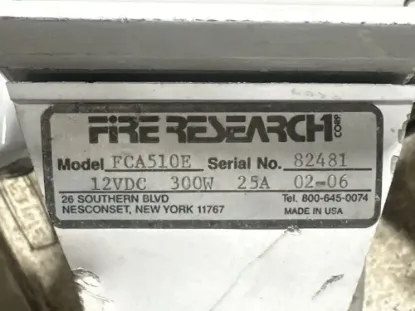 FIRE RESEARCH CORP
Model FCA510E Serial No. 82481
12VDC 300W 25A 02-06
26 SOUTHERN BLVD Tel. 800-645-0074
NESCONSET, NEW YORK 11767 MADE IN USA